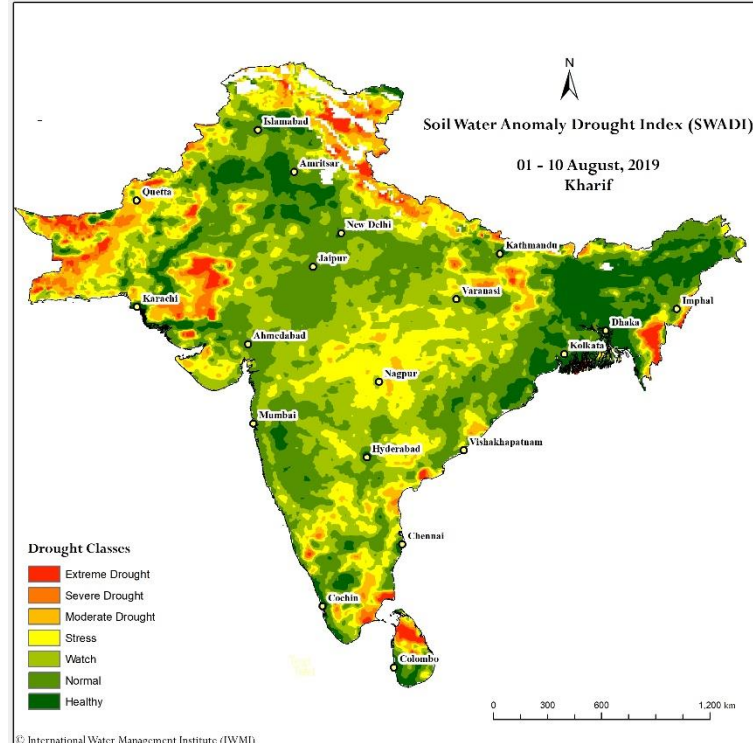 N
Soil Water Anomaly Drought Index (SWADI)
01 - 10 August, 2019
Kharif
Islamabad
Amritsar
Quetta
New Delhi
Kathmandu
Jaipur
Varanasi
Karachi
Imphal
Dhaka
Ahmedabad
Kolkata
Nagpur
Mumbai
Hyderabad
Vishakhapatnam
Chennai
Cochin
Colombo
Drought Classes
Extreme Drought
Severe Drought
Moderate Drought
Stress
Watch
Normal
Healthy
0 300 600 1,200 km
© International Water Management Institute (IWMI)